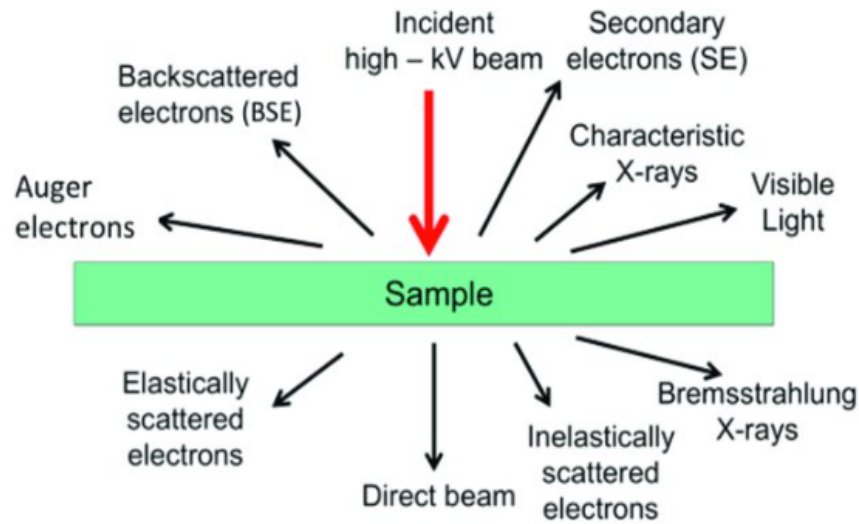 Incident
high – kV beam
Secondary
electrons (SE)
Backscattered
electrons (BSE)
Characteristic
X-rays
Auger
electrons
Visible
Light
Sample
Elastically
scattered
electrons
Direct beam
Inelastically
scattered
electrons
Bremsstrahlung
X-rays